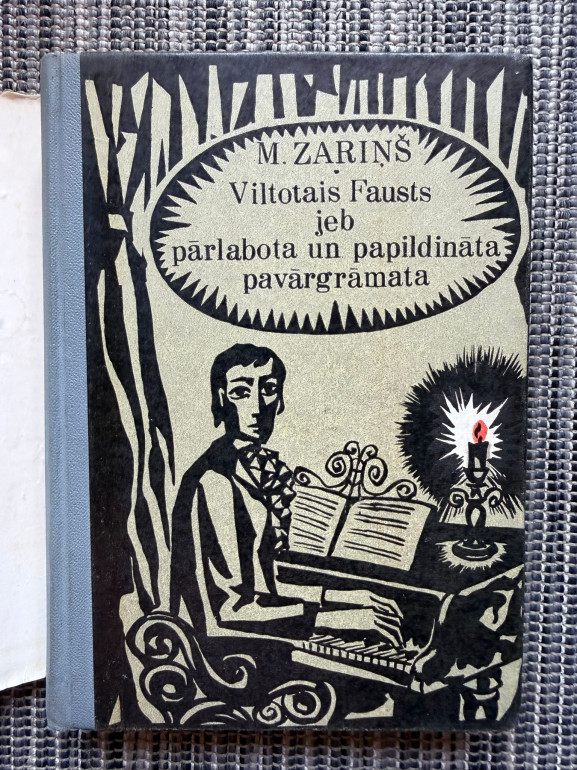 M. ZARIŅŠ
Viltotais Fausts
jeb
pārlabota un papildināta
pavārgrāmata